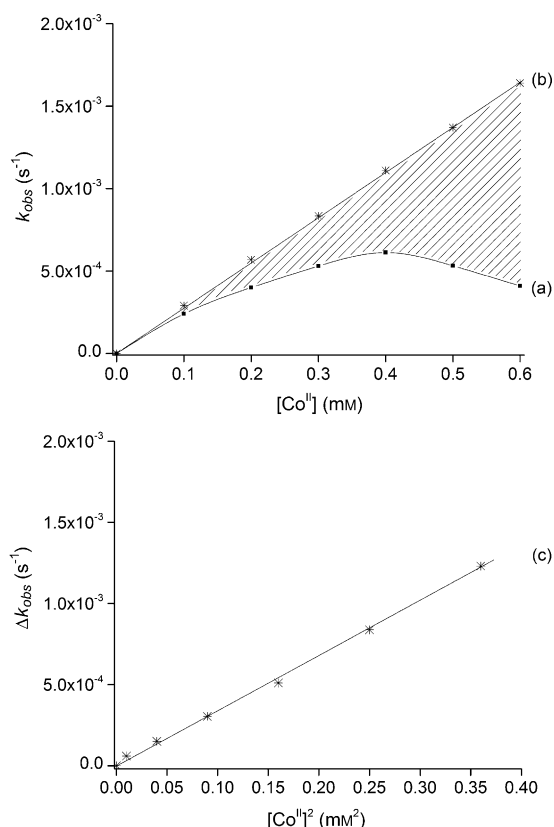 2.0x10⁻³
(b)
1.5x10⁻³
1.0x10⁻³
k_obs (s⁻¹)
5.0x10⁻⁴
(a)
0.0
0.0 0.1 0.2 0.3 0.4 0.5 0.6
[Co^II] (mM)
2.0x10⁻³
1.5x10⁻³
(c)
Δk_obs (s⁻¹)
1.0x10⁻³
5.0x10⁻⁴
0.0
0.00 0.05 0.10 0.15 0.20 0.25 0.30 0.35 0.40
[Co^II]² (mM²)